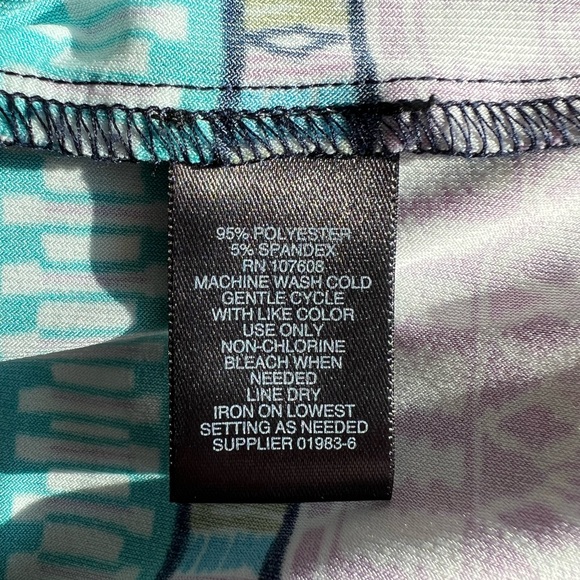 95% POLYESTER
5% SPANDEX
RN 107608
MACHINE WASH COLD
GENTLE CYCLE
WITH LIKE COLOR
USE ONLY
NON-CHLORINE
BLEACH WHEN
NEEDED
LINE DRY
IRON ON LOWEST
SETTING AS NEEDED
SUPPLIER 01983-6